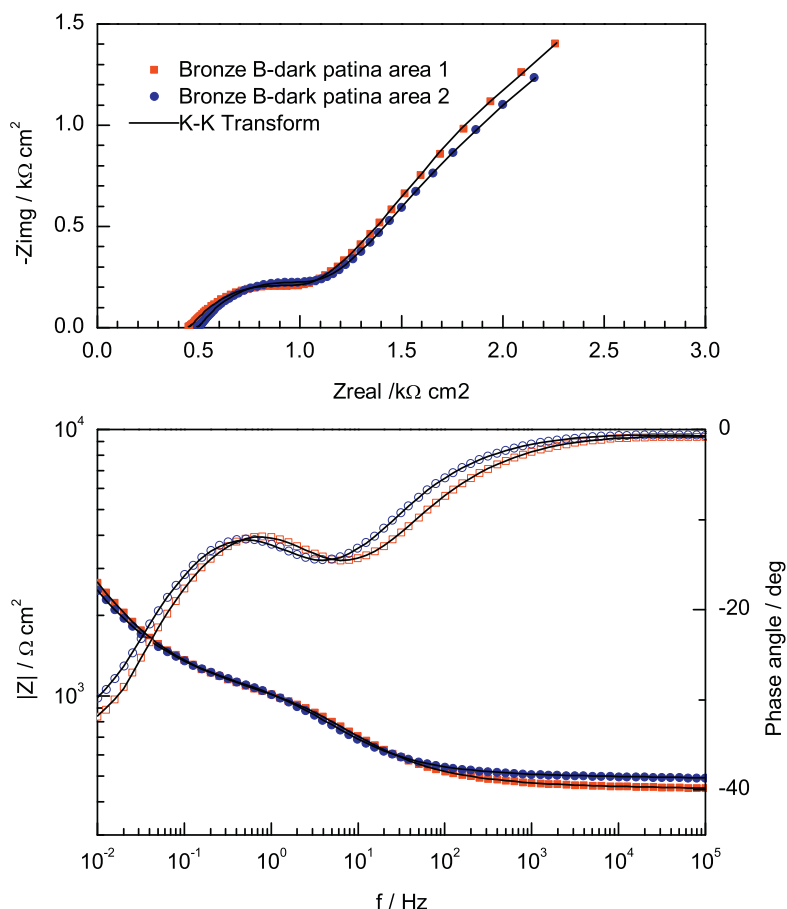 1.5
1.0
0.5
0.0
-Zimg / kΩ cm²
Bronze B-dark patina area 1
Bronze B-dark patina area 2
K-K Transform
0.0 0.5 1.0 1.5 2.0 2.5 3.0
Zreal /kΩ cm2
10⁴
10³
|Z| / Ω cm²
0
-20
-40
Phase angle / deg
10⁻² 10⁻¹ 10⁰ 10¹ 10² 10³ 10⁴ 10⁵
f / Hz